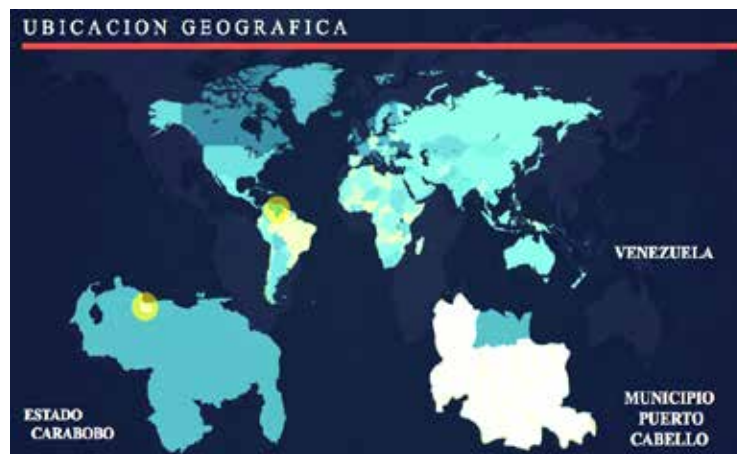 UBICACION GEOGRAFICA
VENEZUELA
ESTADO
CARABOBO
MUNICIPIO
PUERTO
CABELLO